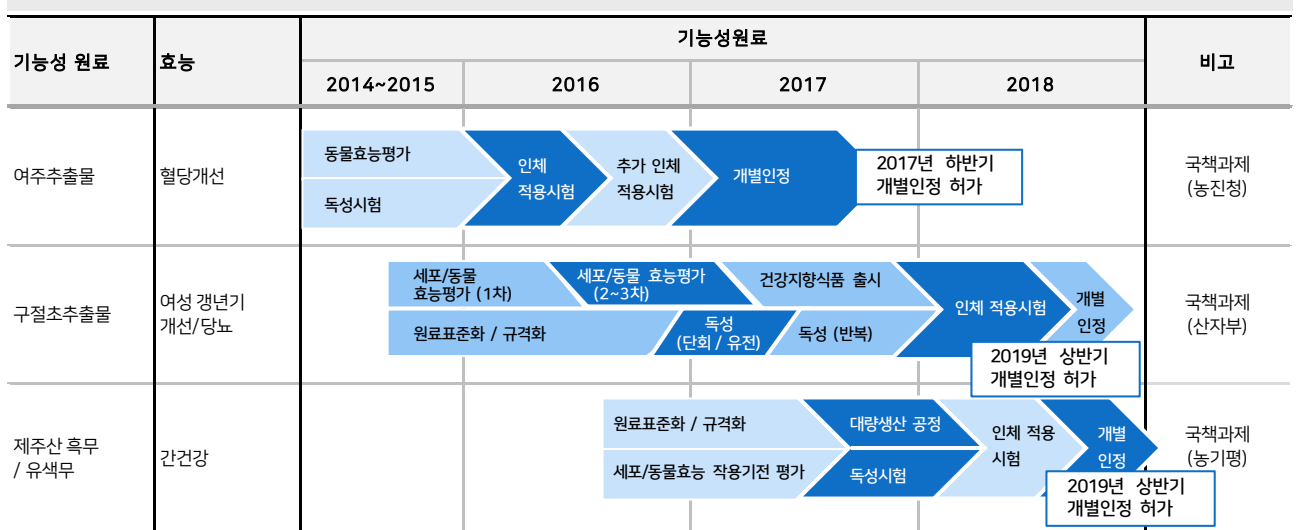 기능성 원료
효능
기능성원료
비고
2014~2015
2016
2017
2018
여주추출물
혈당개선
동물효능평가
독성시험
인체
적용시험
추가 인체
적용시험
개별인정
2017년 하반기
개별인정 허가
국책과제
(농진청)
구절초추출물
여성 갱년기
개선/당뇨
세포/동물
효능평가 (1차)
세포/동물 효능평가
(2~3차)
건강지향식품 출시
원료표준화 / 규격화
독성
(단회 / 유전)
독성 (반복)
인체 적용시험
개별
인정
2019년 상반기
개별인정 허가
국책과제
(산자부)
제주산 흑무
/ 유색무
간건강
원료표준화 / 규격화
세포/동물효능 작용기전 평가
대량생산 공정
독성시험
인체 적용
시험
개별
인정
2019년 상반기
개별인정 허가
국책과제
(농기평)